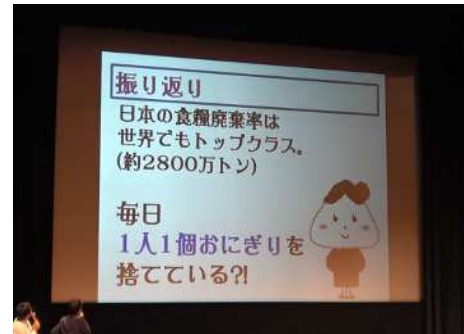 振り返り
日本の食糧廃棄率は
世界でもトップクラス。
(約2800万トン)
毎日
1人1個おにぎりを
捨てている?!